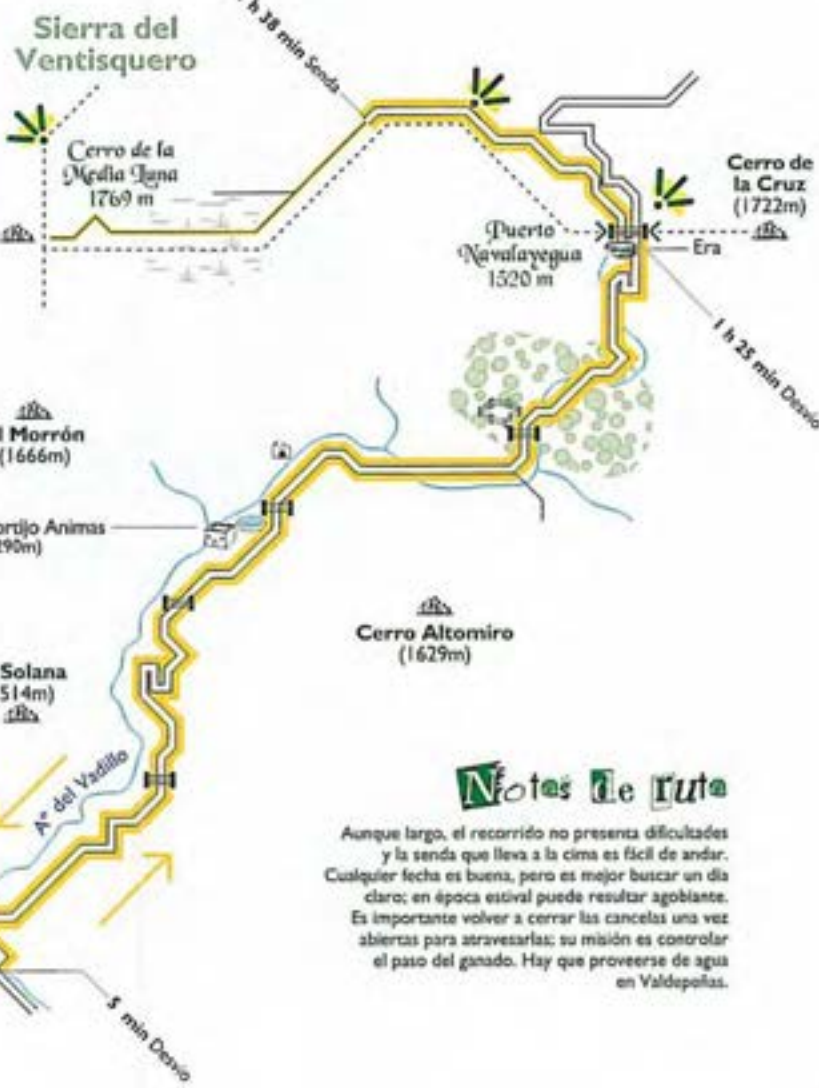 h 38 min Senda
Sierra del
Ventisquero
Cerro de la
Media Luna
1769 m
Cerro de
la Cruz
(1722m)
Puerto
Navalayegua
1520 m
Era
1 h 25 min Desvío
l Morrón
(1666m)
ortijo Animas
290m)
Cerro Altomiro
(1629m)
Solana
514m)
Aº del Vadillo
Notas de ruta
Aunque largo, el recorrido no presenta dificultades
y la senda que lleva a la cima es fácil de andar.
Cualquier fecha es buena, pero es mejor buscar un día
claro; en época estival puede resultar agobiante.
Es importante volver a cerrar las cancelas una vez
abiertas para atravesarlas; su misión es controlar
el paso del ganado. Hay que proveerse de agua
en Valdepeñas.
5 min Desvío